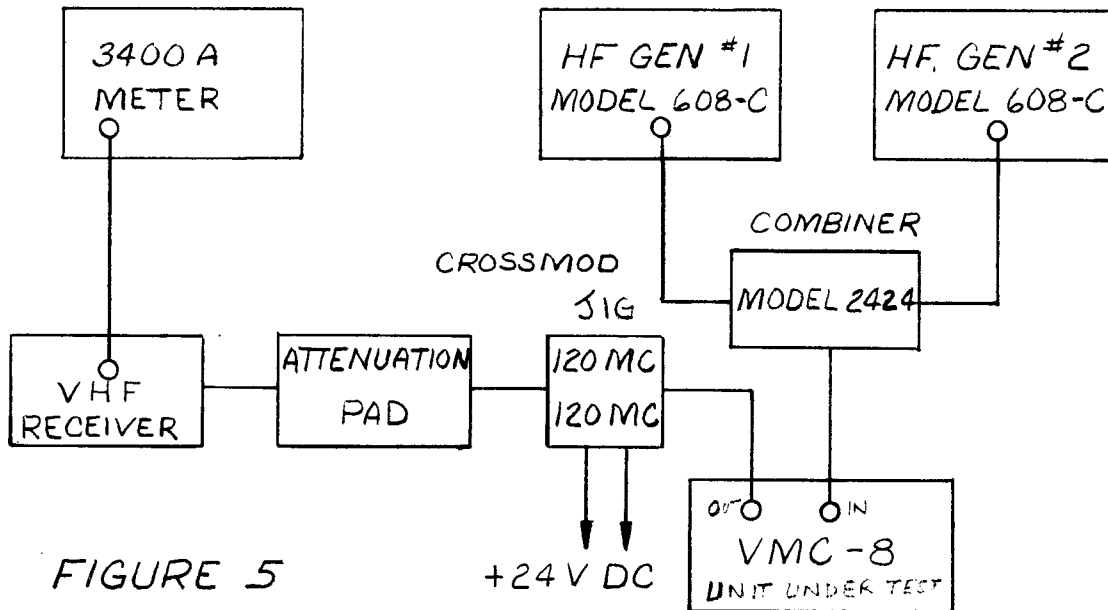 3400 A
METER
HF GEN #1
MODEL 608-C
HF. GEN #2
MODEL 608-C
COMBINER
MODEL 2424
CROSSMOD
JIG
120 MC
120 MC
ATTENUATION
PAD
VHF
RECEIVER
OUT
IN
VMC-8
UNIT UNDER TEST
+24 V DC
FIGURE 5